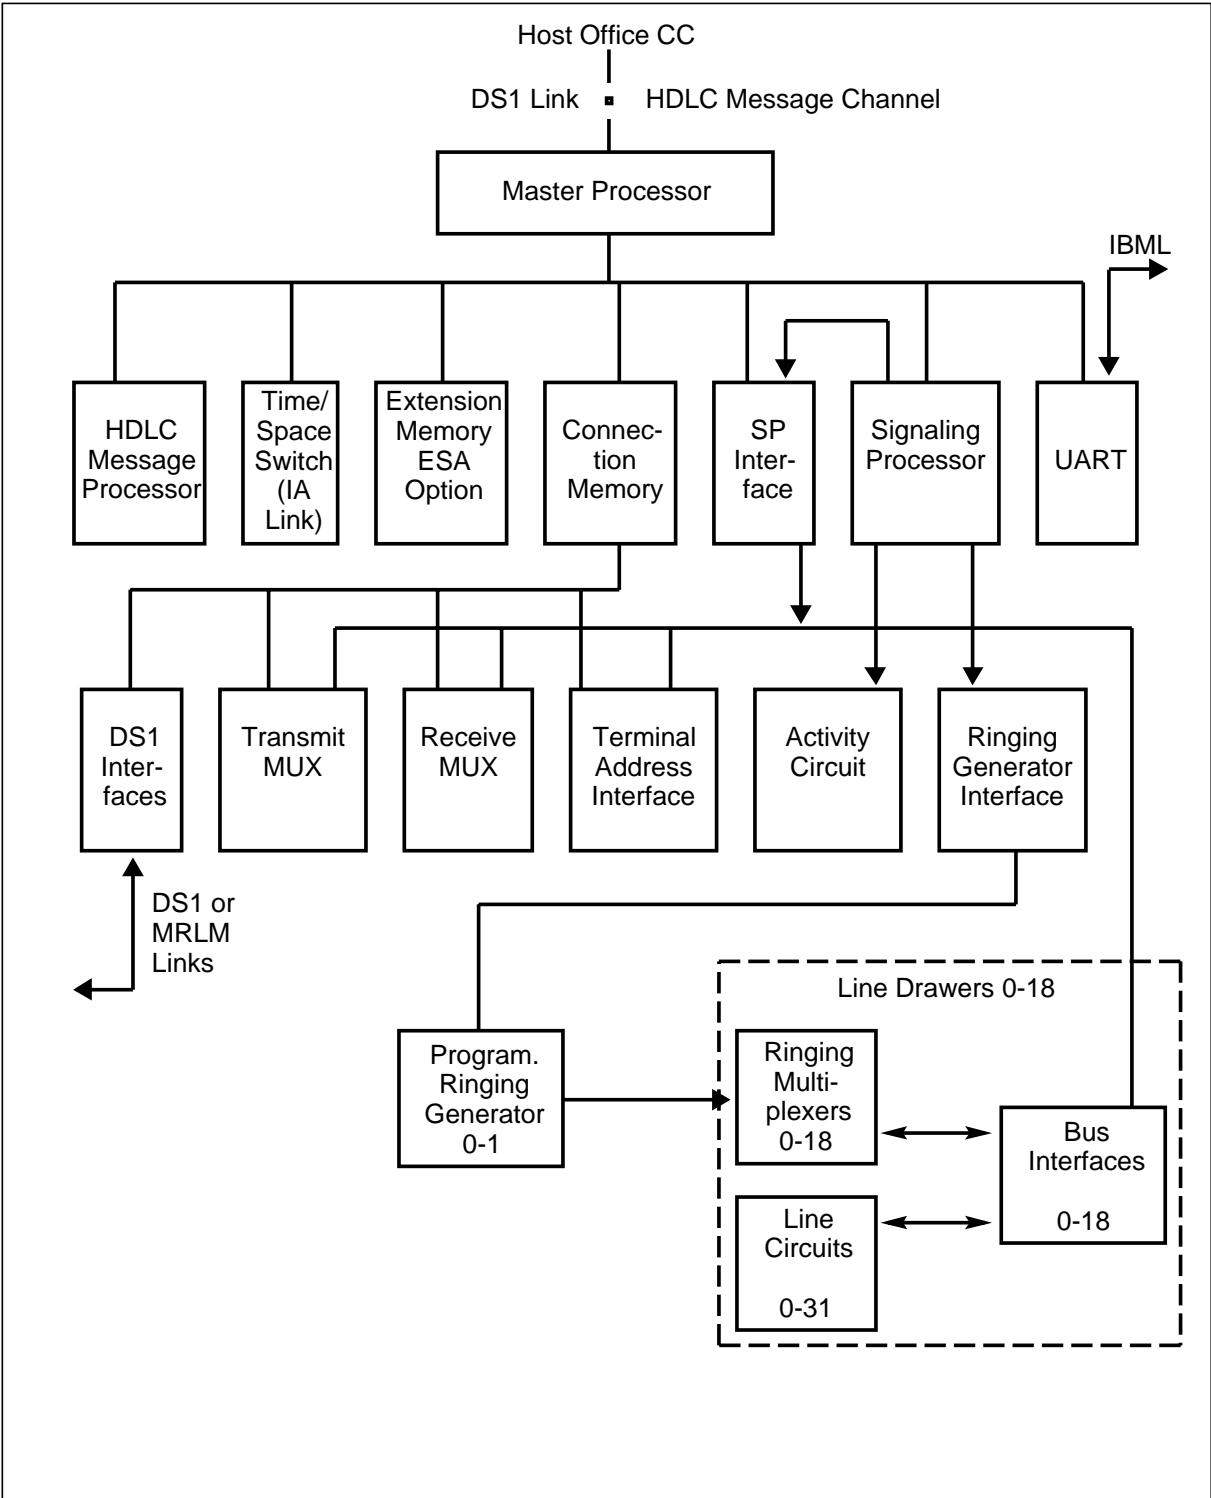 Host Office CC
DS1 Link
HDLC Message Channel
Master Processor
IBML
HDLC
Message
Processor
Time/
Space
Switch
(IA
Link)
Extension
Memory
ESA
Option
Connec-
tion
Memory
SP
Inter-
face
Signaling
Processor
UART
DS1
Inter-
faces
Transmit
MUX
Receive
MUX
Terminal
Address
Interface
Activity
Circuit
Ringing
Generator
Interface
DS1 or
MRLM
Links
Line Drawers 0-18
Program.
Ringing
Generator
0-1
Ringing
Multi-
plexers
0-18
Bus
Interfaces
0-18
Line
Circuits
0-31